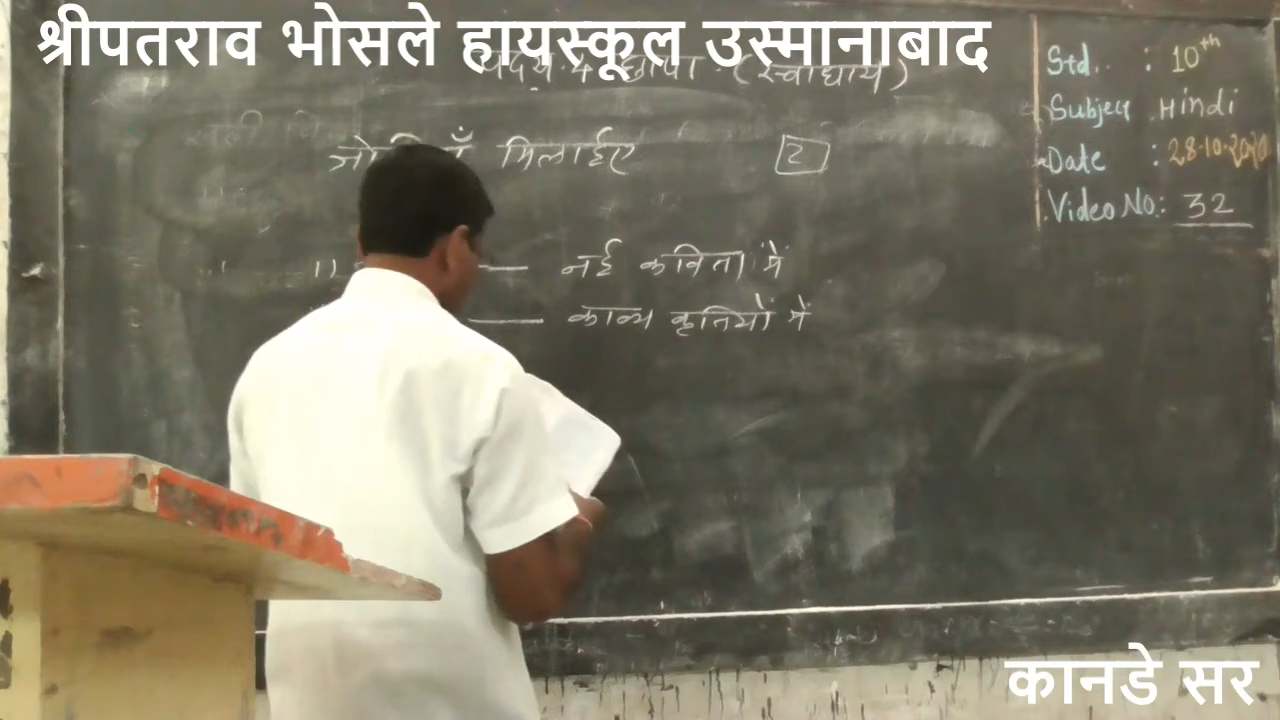 श्रीपतराव भोसले हायस्कूल उस्मानाबाद
(स्वाध्याय)
Std. : 10th
Subject Hindi
Date : 28.10.2020
Video No.: 32
मिलाईए 2
नई कविता में
काव्य कृतियों में
कानडे सर